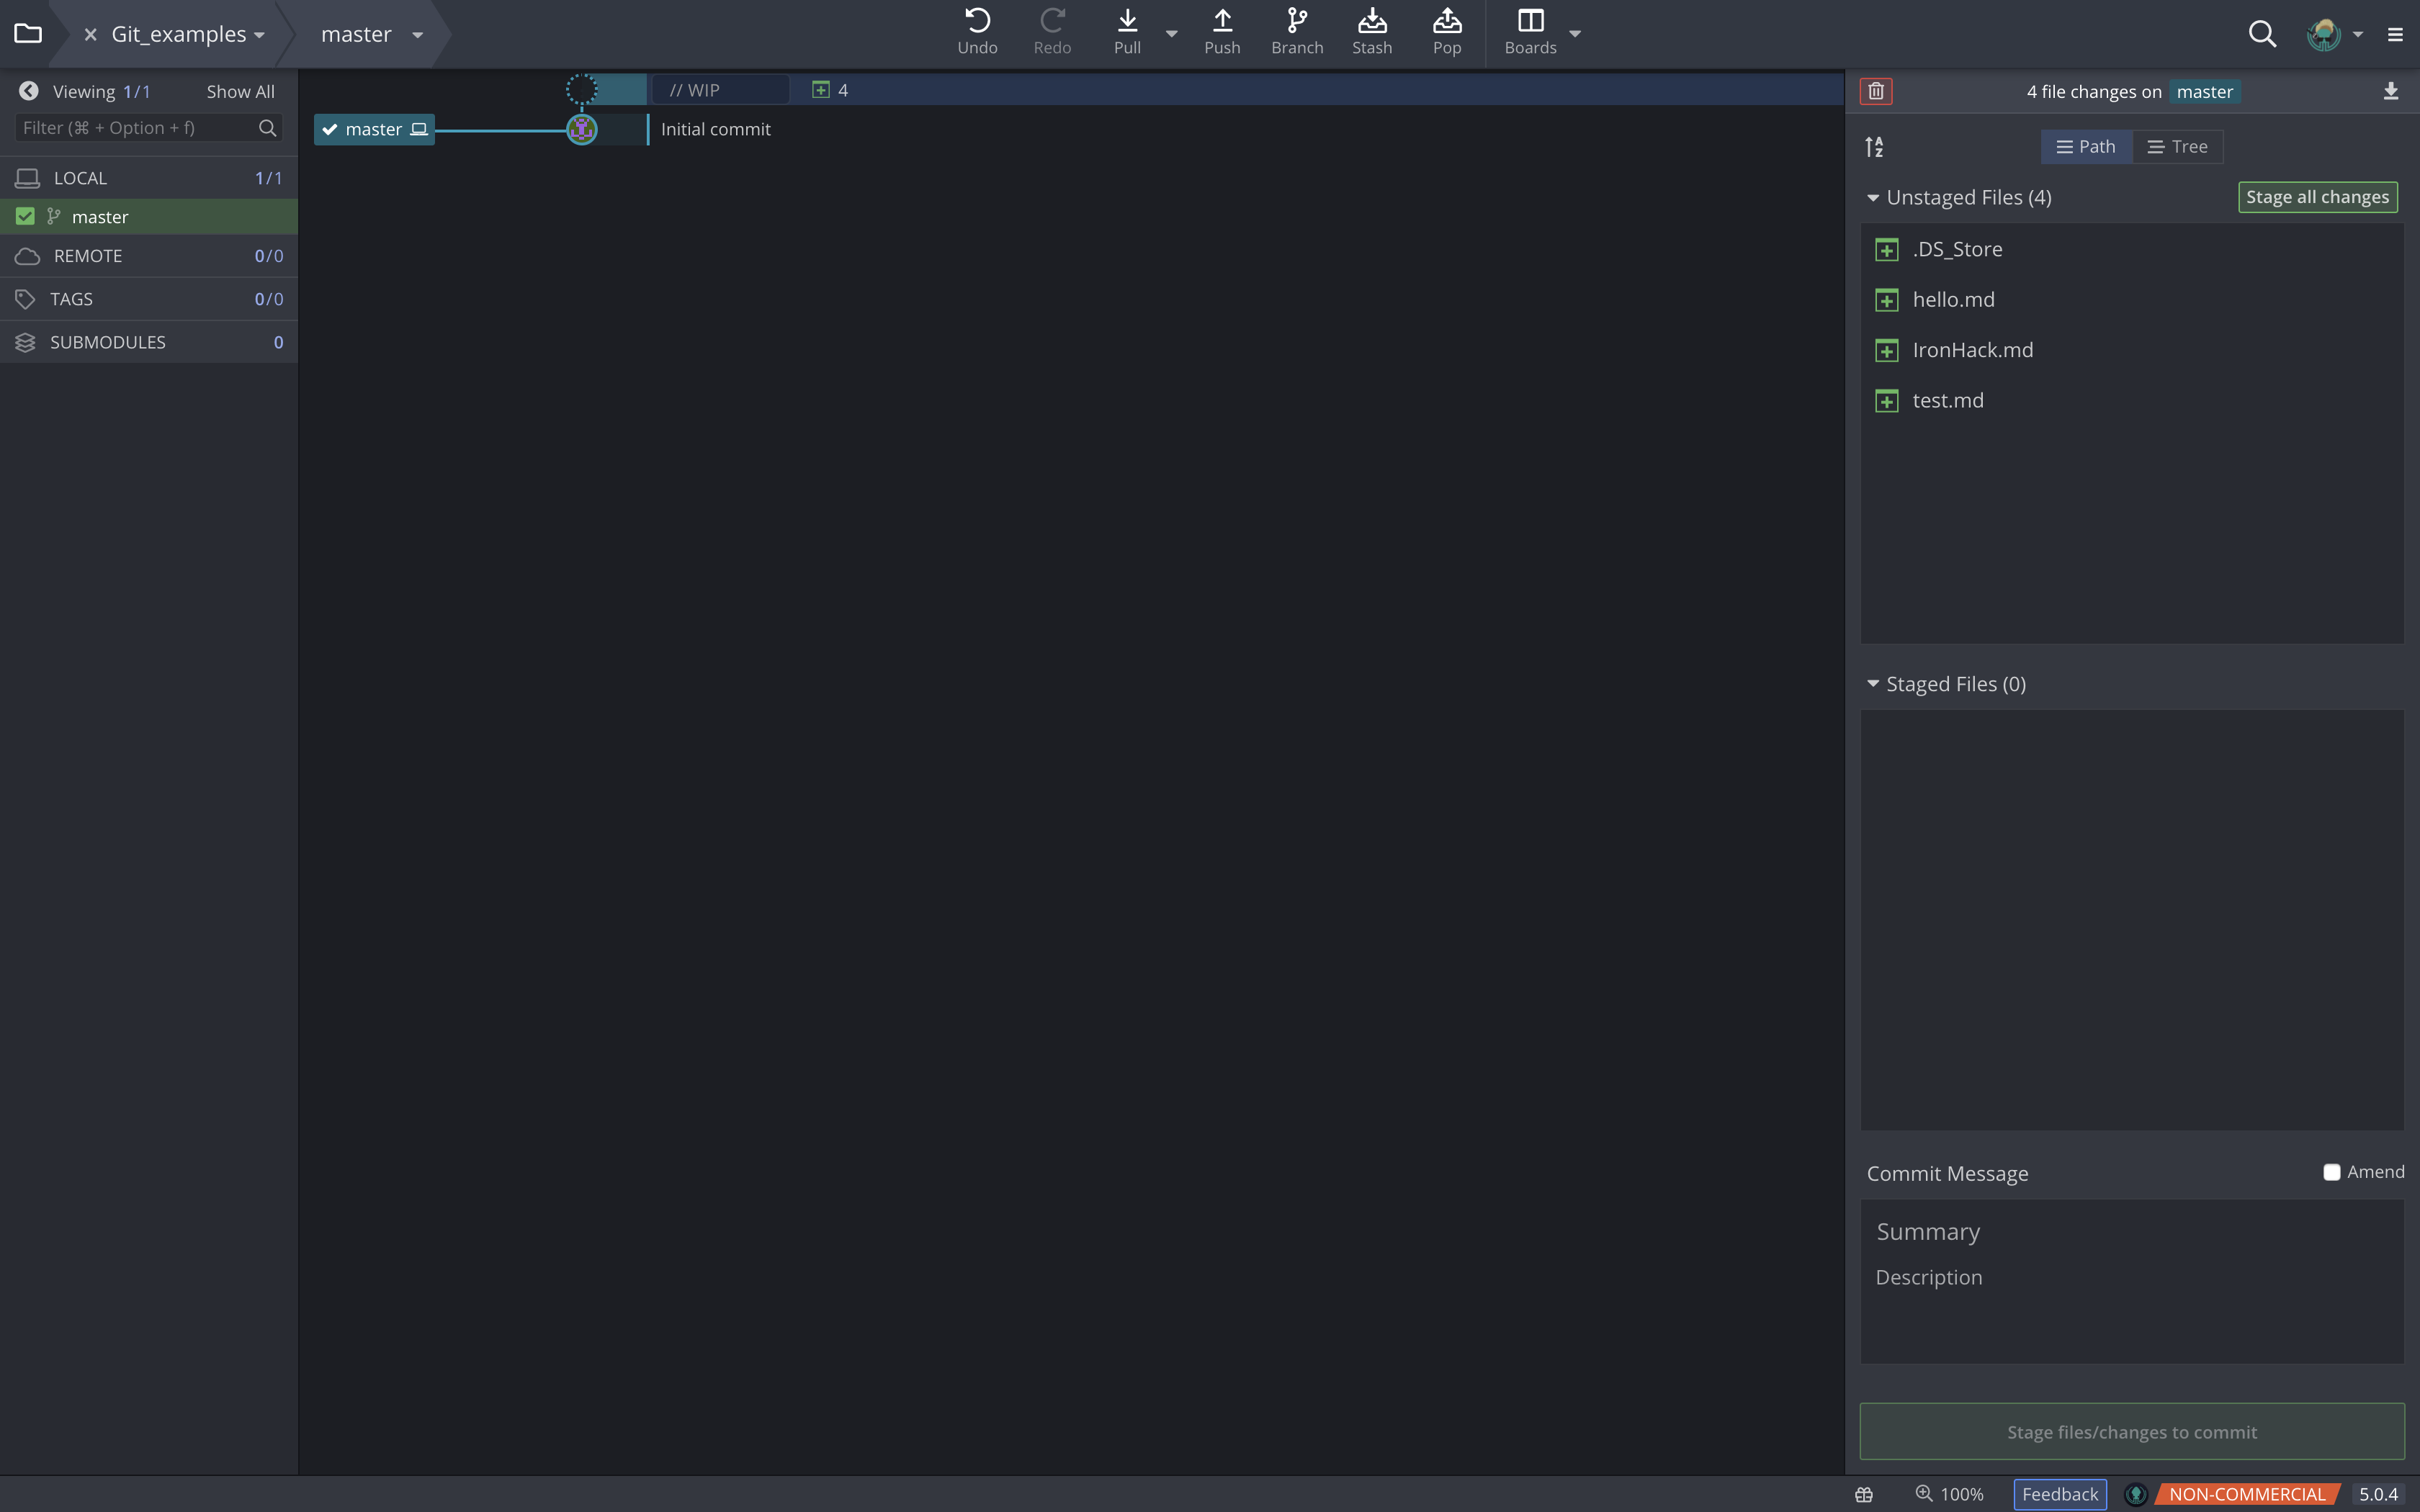 Git_examples
master
Undo
Redo
Pull
Push
Branch
Stash
Pop
Boards
Viewing 1/1
Show All
Filter (⌘ + Option + f)
LOCAL 1/1
master
REMOTE 0/0
TAGS 0/0
SUBMODULES 0
// WIP
4
master
Initial commit
4 file changes on master
Path
Tree
Unstaged Files (4)
Stage all changes
.DS_Store
hello.md
IronHack.md
test.md
Staged Files (0)
Commit Message
Amend
Summary
Description
Stage files/changes to commit
100%
Feedback
NON-COMMERCIAL
5.0.4